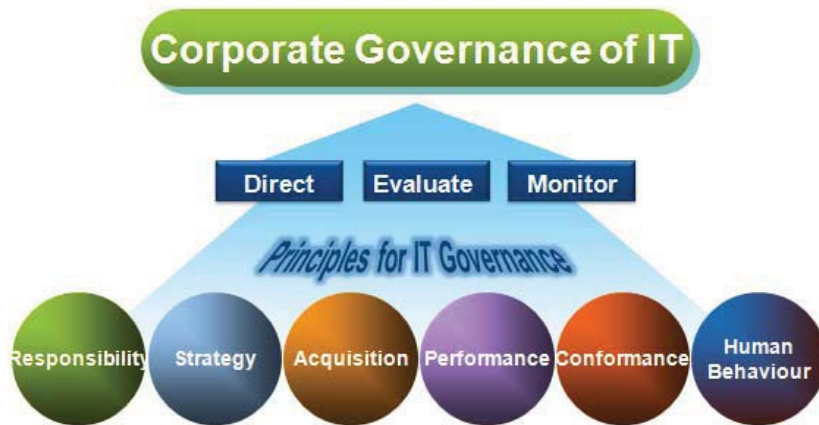 Corporate Governance of IT
Direct Evaluate Monitor
Principles for IT Governance
Responsibility Strategy Acquisition Performance Conformance Human Behaviour